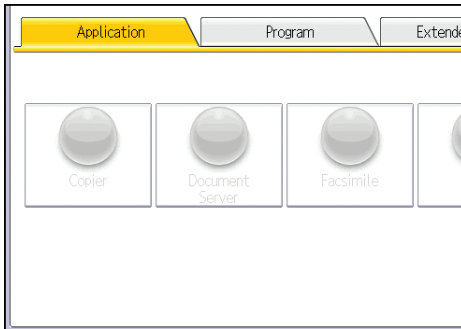 Application
Program
Extende
Copier
Document
Server
Facsimile